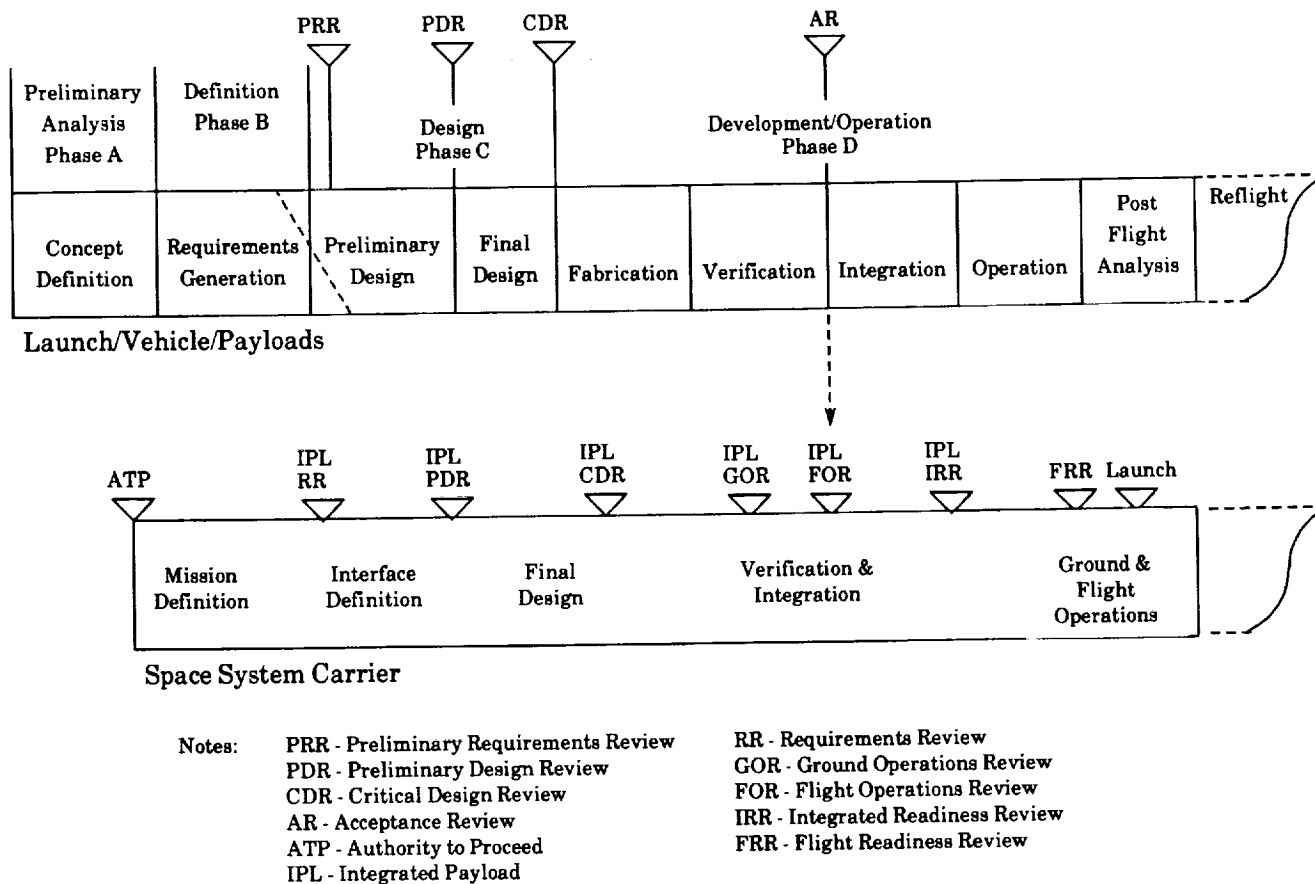 PRR
PDR
CDR
AR
Preliminary
Analysis
Phase A
Definition
Phase B
Design
Phase C
Development/Operation
Phase D
Concept
Definition
Requirements
Generation
Preliminary
Design
Final
Design
Fabrication
Verification
Integration
Operation
Post
Flight
Analysis
Reflight
Launch/Vehicle/Payloads
ATP
IPL
RR
IPL
PDR
IPL
CDR
IPL
GOR
IPL
FOR
IPL
IRR
FRR
Launch
Mission
Definition
Interface
Definition
Final
Design
Verification &
Integration
Ground &
Flight
Operations
Space System Carrier
Notes:
PRR - Preliminary Requirements Review
PDR - Preliminary Design Review
CDR - Critical Design Review
AR - Acceptance Review
ATP - Authority to Proceed
IPL - Integrated Payload
RR - Requirements Review
GOR - Ground Operations Review
FOR - Flight Operations Review
IRR - Integrated Readiness Review
FRR - Flight Readiness Review